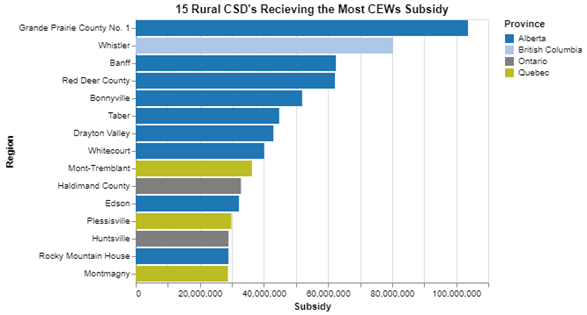 15 Rural CSD's Recieving the Most CEWs Subsidy
Grande Prairie County No. 1
Whistler
Banff
Red Deer County
Bonnyville
Taber
Drayton Valley
Whitecourt
Mont-Tremblant
Haldimand County
Edson
Plessisville
Huntsville
Rocky Mountain House
Montmagny
Region
0 20,000,000 40,000,000 60,000,000 80,000,000 100,000,000
Subsidy
Province
Alberta
British Columbia
Ontario
Quebec